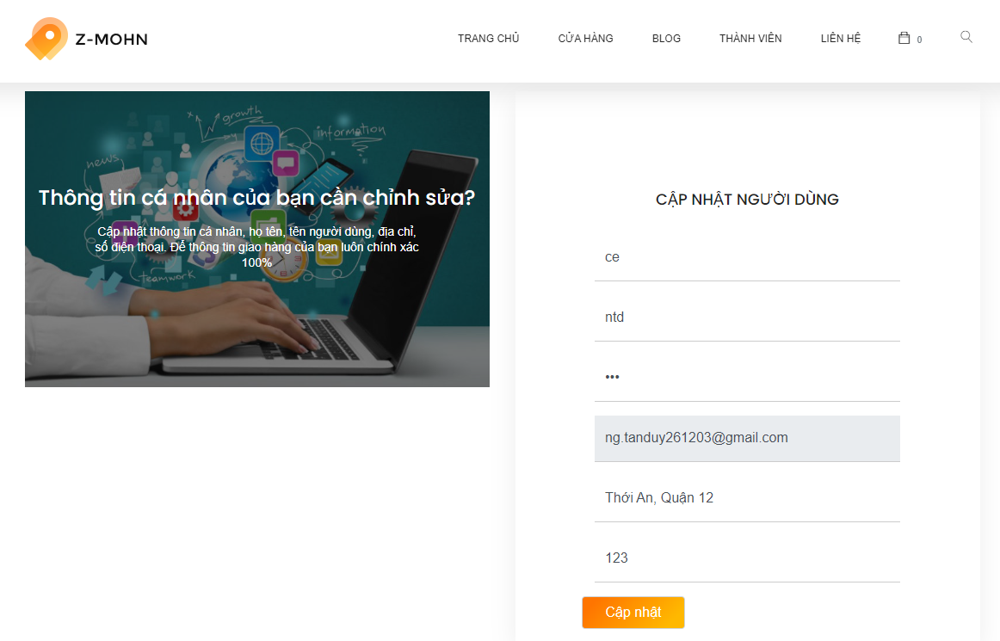 Z-MOHN
TRANG CHỦ
CỬA HÀNG
BLOG
THÀNH VIÊN
LIÊN HỆ
0
growth
by
information
news
Thông tin cá nhân của bạn cần chỉnh sửa?
Cập nhật thông tin cá nhân, họ tên, tên người dùng, địa chỉ,
số điện thoại. Để thông tin giao hàng của bạn luôn chính xác
100%
teamwork
CẬP NHẬT NGƯỜI DÙNG
ce
ntd
•••
ng.tanduy261203@gmail.com
Thới An, Quận 12
123
Cập nhật